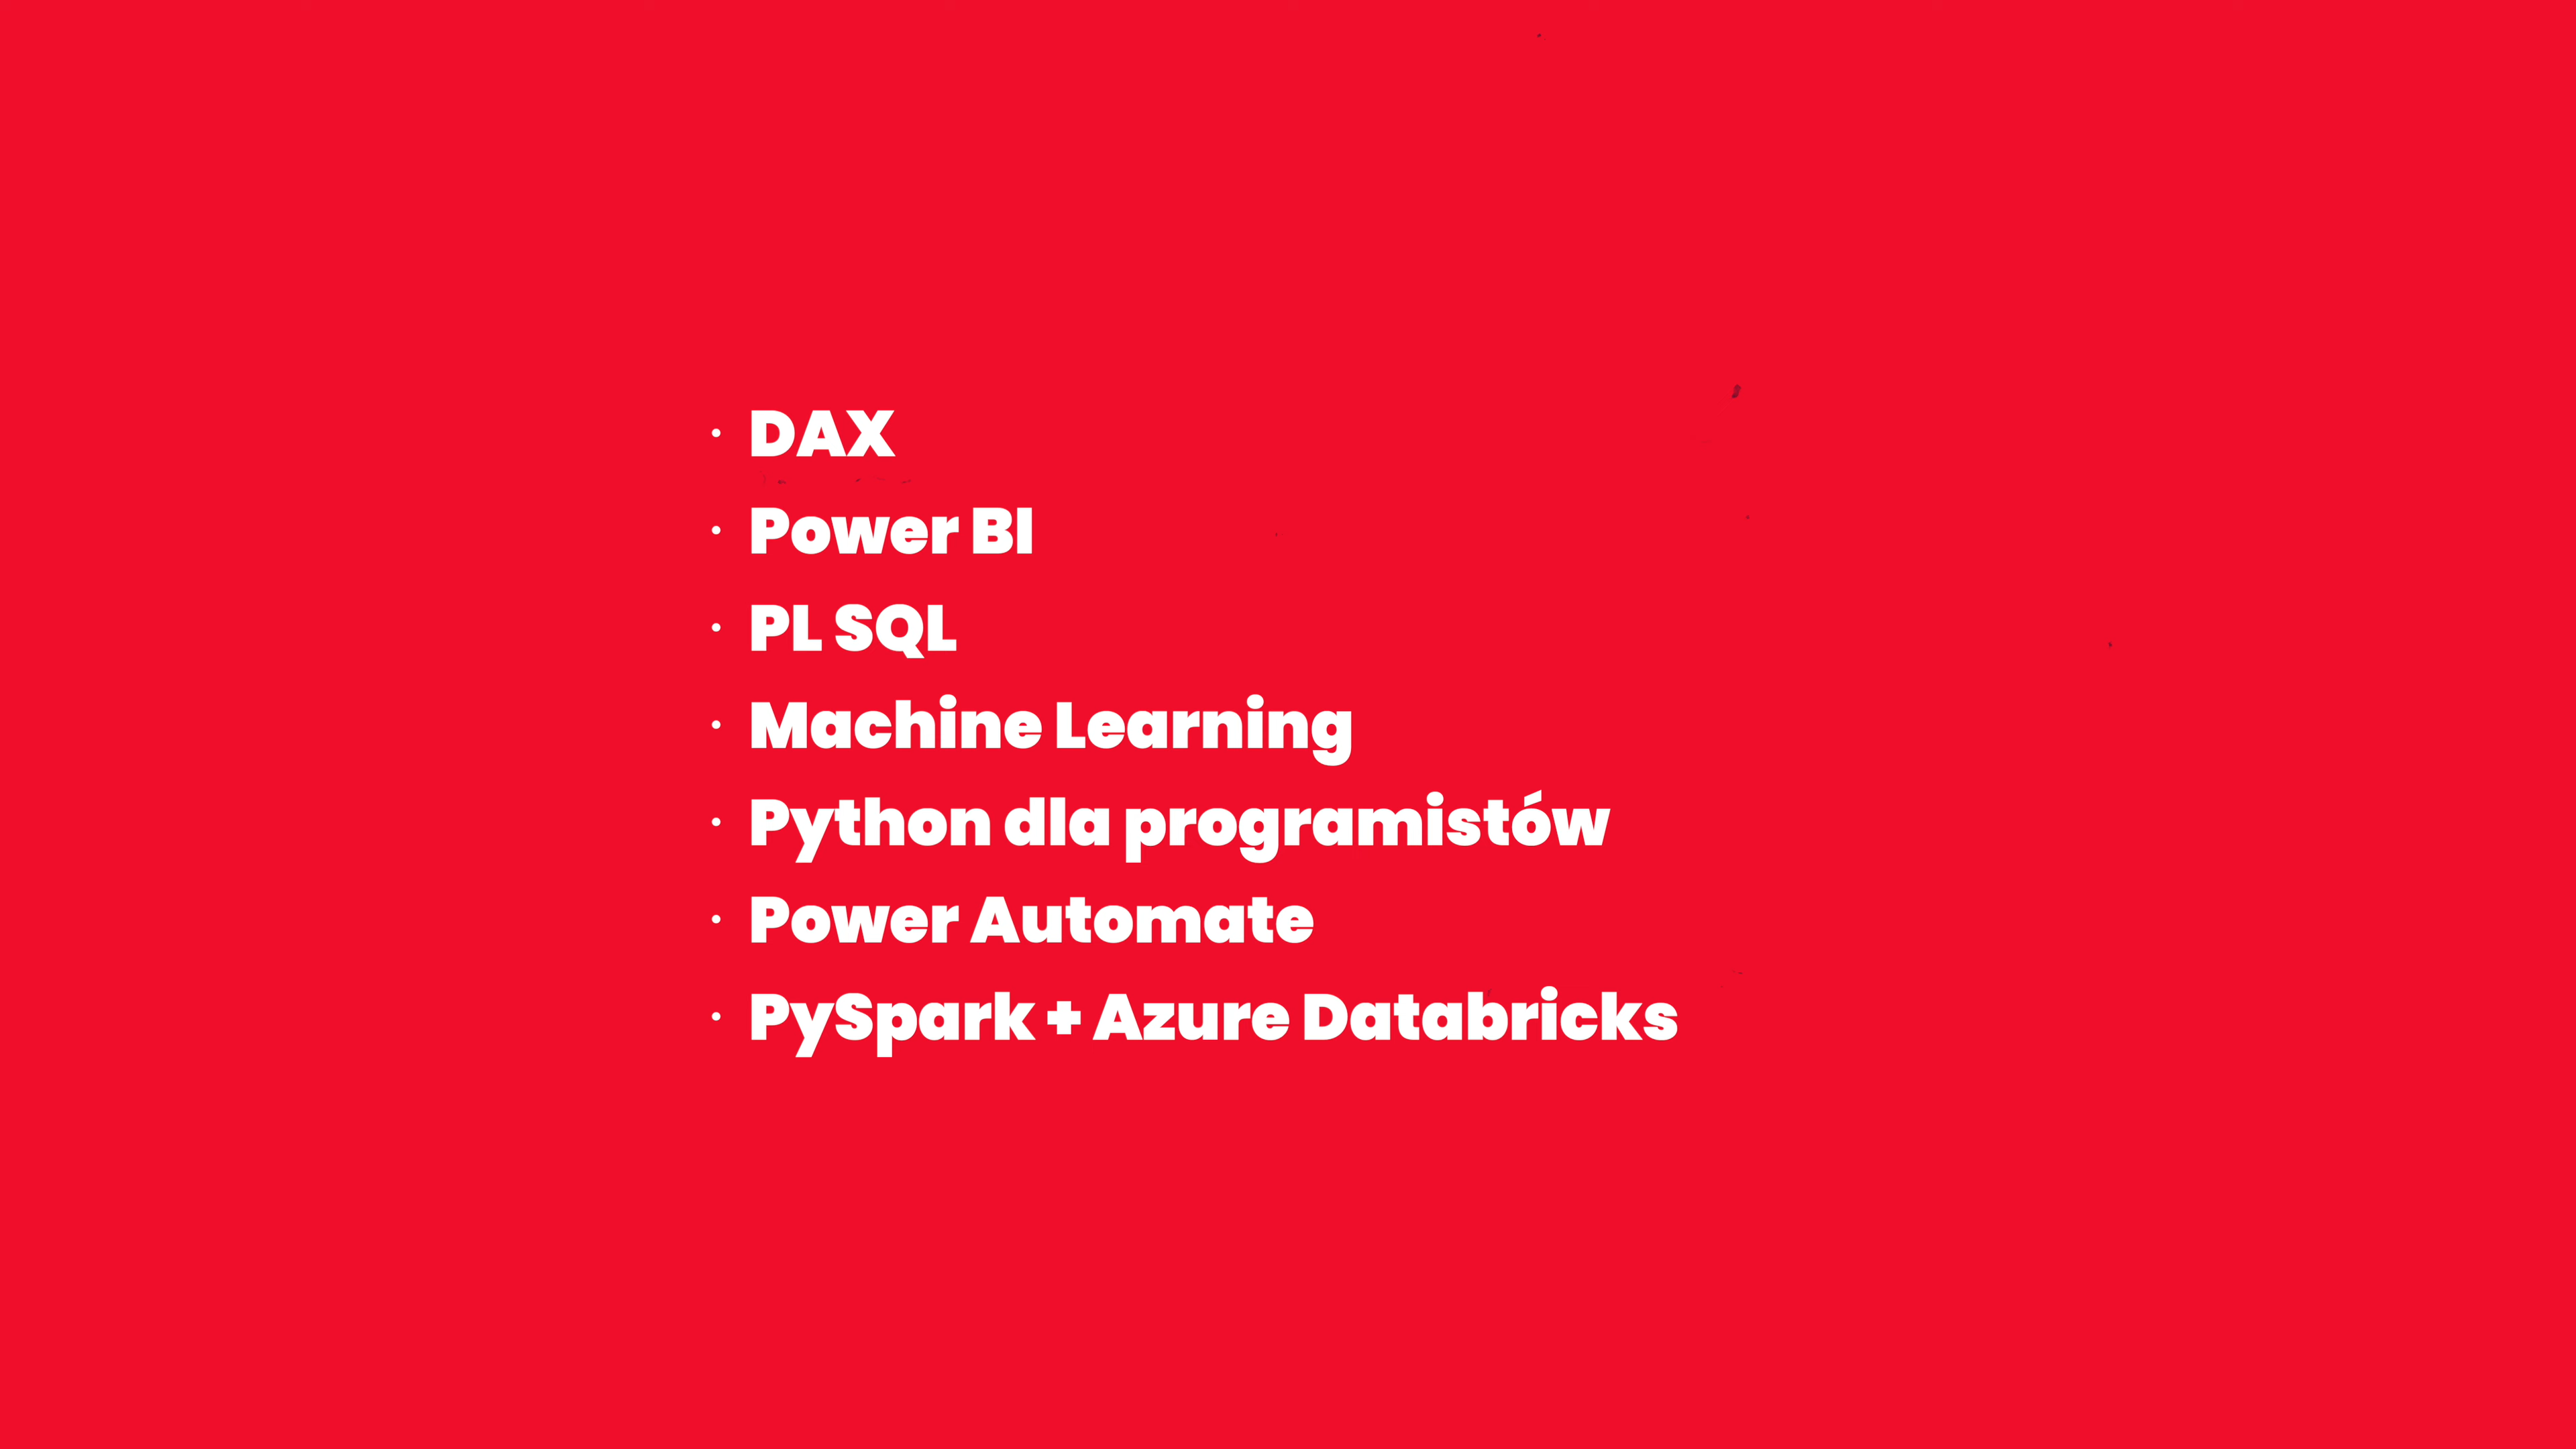 · DAX
· Power BI
· PL SQL
· Machine Learning
· Python dla programistów
· Power Automate
· PySpark + Azure Databricks